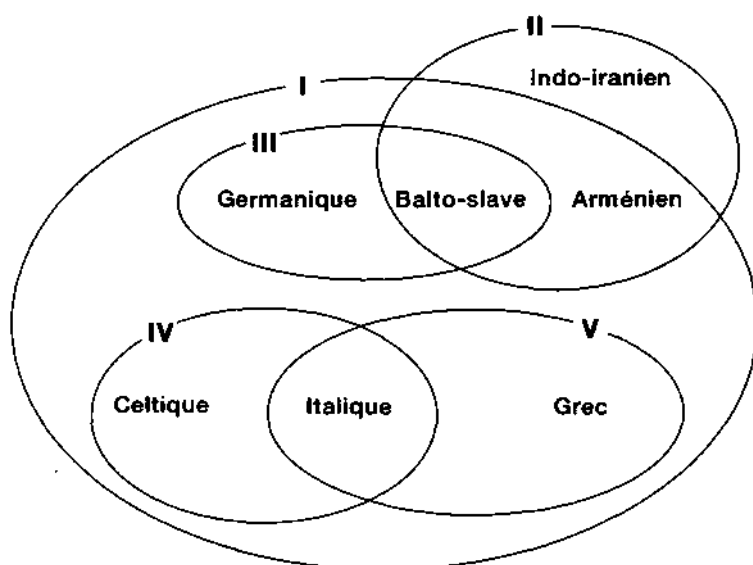 II
Indo-iranien
I
III
Germanique
Balto-slave
Arménien
IV
V
Celtique
Italique
Grec